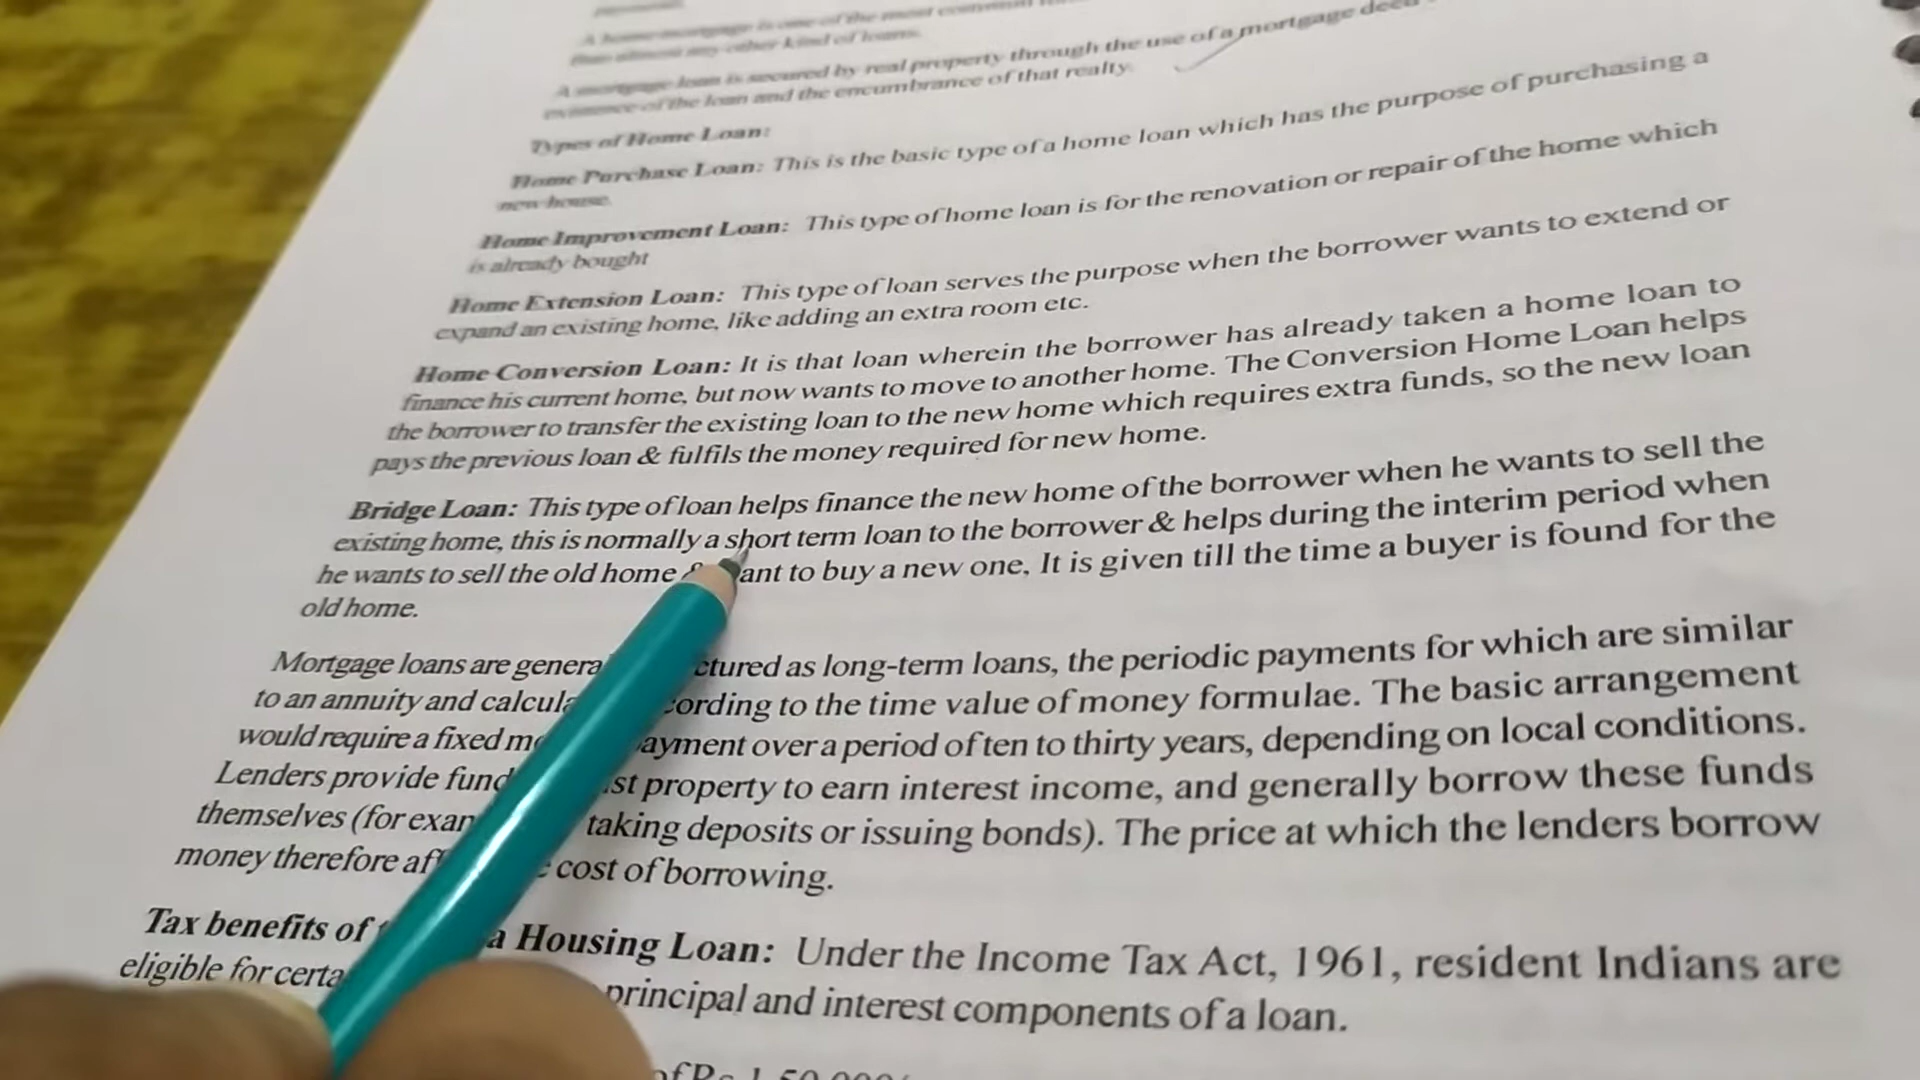 A home mortgage is one of the most common
than almost any other kind of loans.
A mortgage loan is secured by real property through the use of a mortgage deed
existence of the loan and the encumbrance of that realty.
Types of Home Loan:
Home Purchase Loan: This is the basic type of a home loan which has the purpose of purchasing a
new house.
Home Improvement Loan: This type of home loan is for the renovation or repair of the home which
is already bought
Home Extension Loan: This type of loan serves the purpose when the borrower wants to extend or
expand an existing home, like adding an extra room etc.
Home Conversion Loan: It is that loan wherein the borrower has already taken a home loan to
finance his current home, but now wants to move to another home. The Conversion Home Loan helps
the borrower to transfer the existing loan to the new home which requires extra funds, so the new loan
pays the previous loan & fulfils the money required for new home.
Bridge Loan: This type of loan helps finance the new home of the borrower when he wants to sell the
existing home, this is normally a short term loan to the borrower & helps during the interim period when
he wants to sell the old home & ant to buy a new one. It is given till the time a buyer is found for the
old home.
Mortgage loans are genera ctured as long-term loans, the periodic payments for which are similar
to an annuity and calcula cording to the time value of money formulae. The basic arrangement
would require a fixed mo ayment over a period of ten to thirty years, depending on local conditions.
Lenders provide fund st property to earn interest income, and generally borrow these funds
themselves (for exam taking deposits or issuing bonds). The price at which the lenders borrow
money therefore aff cost of borrowing.
Tax benefits of a Housing Loan: Under the Income Tax Act, 1961, resident Indians are
eligible for certa principal and interest components of a loan.
of Rs 1,50,000/